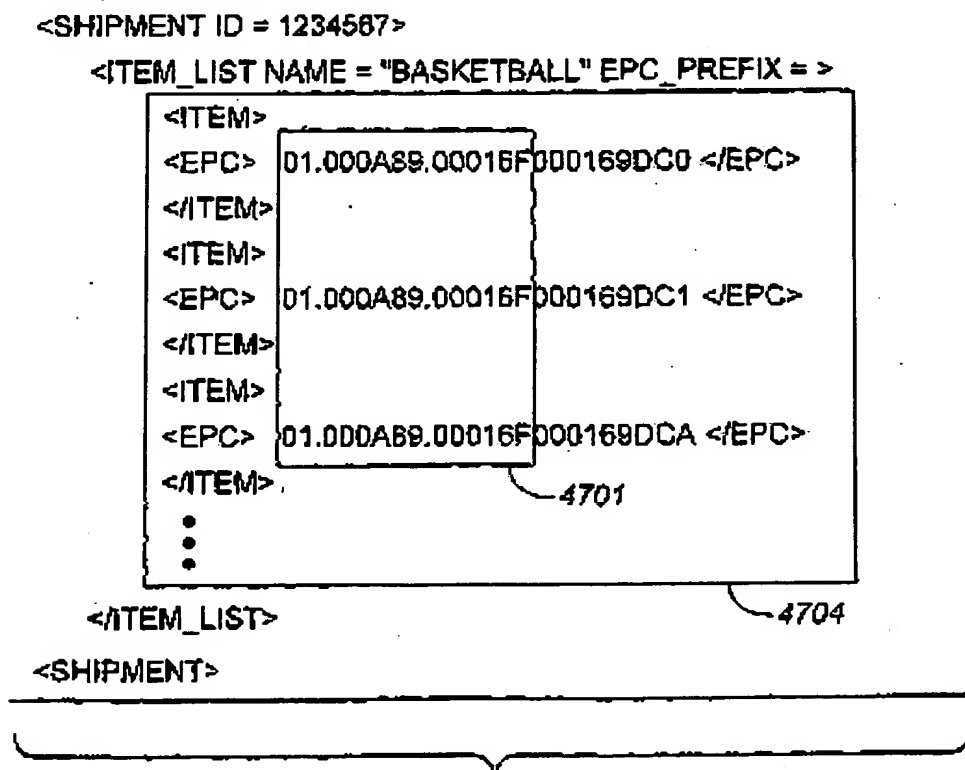 <SHIPMENT ID = 1234567>
<ITEM_LIST NAME = "BASKETBALL" EPC_PREFIX = >
<ITEM>
<EPC> 01.000A89.00016F000169DC0 </EPC>
</ITEM>
<ITEM>
<EPC> 01.000A89.00016F000169DC1 </EPC>
</ITEM>
<ITEM>
<EPC> 01.000A89.00016F000169DCA </EPC>
</ITEM>
4701
</ITEM_LIST>
4704
<SHIPMENT>